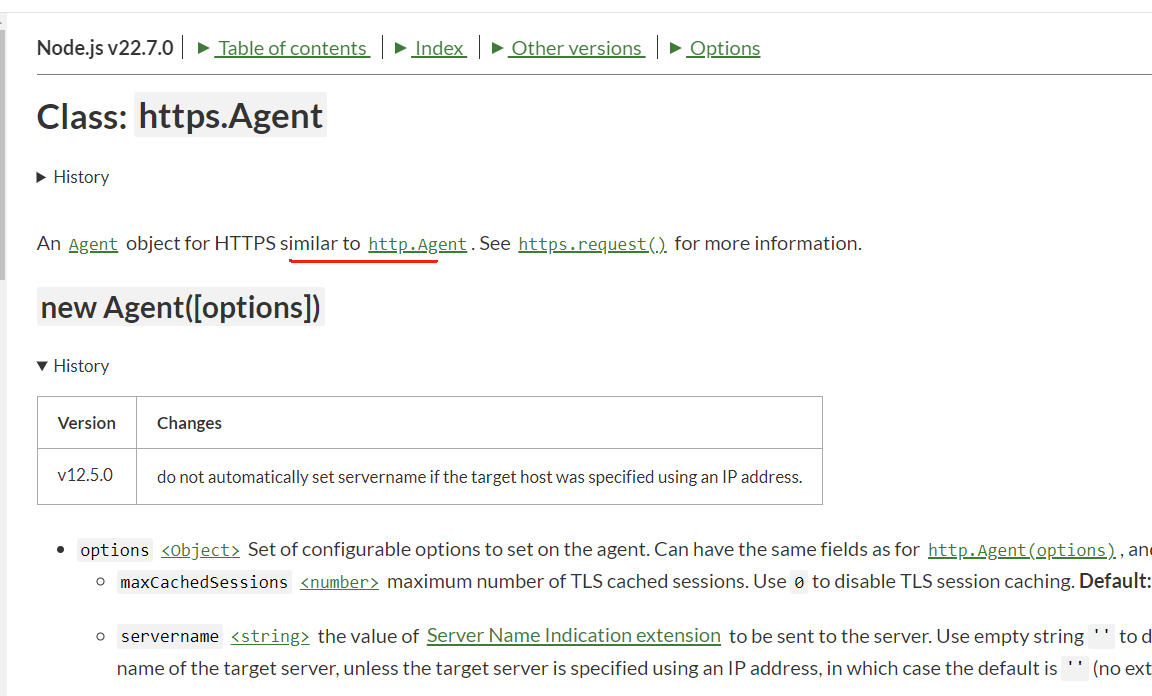 Node.js v22.7.0 ▶ Table of contents ▶ Index ▶ Other versions ▶ Options
Class: https.Agent
▶ History
An Agent object for HTTPS similar to http.Agent. See https.request() for more information.
new Agent([options])
▼ History
Version Changes
v12.5.0 do not automatically set servername if the target host was specified using an IP address.
• options <Object> Set of configurable options to set on the agent. Can have the same fields as for http.Agent(options), and
○ maxCachedSessions <number> maximum number of TLS cached sessions. Use 0 to disable TLS session caching. Default:
○ servername <string> the value of Server Name Indication extension to be sent to the server. Use empty string '' to
name of the target server, unless the target server is specified using an IP address, in which case the default is '' (no